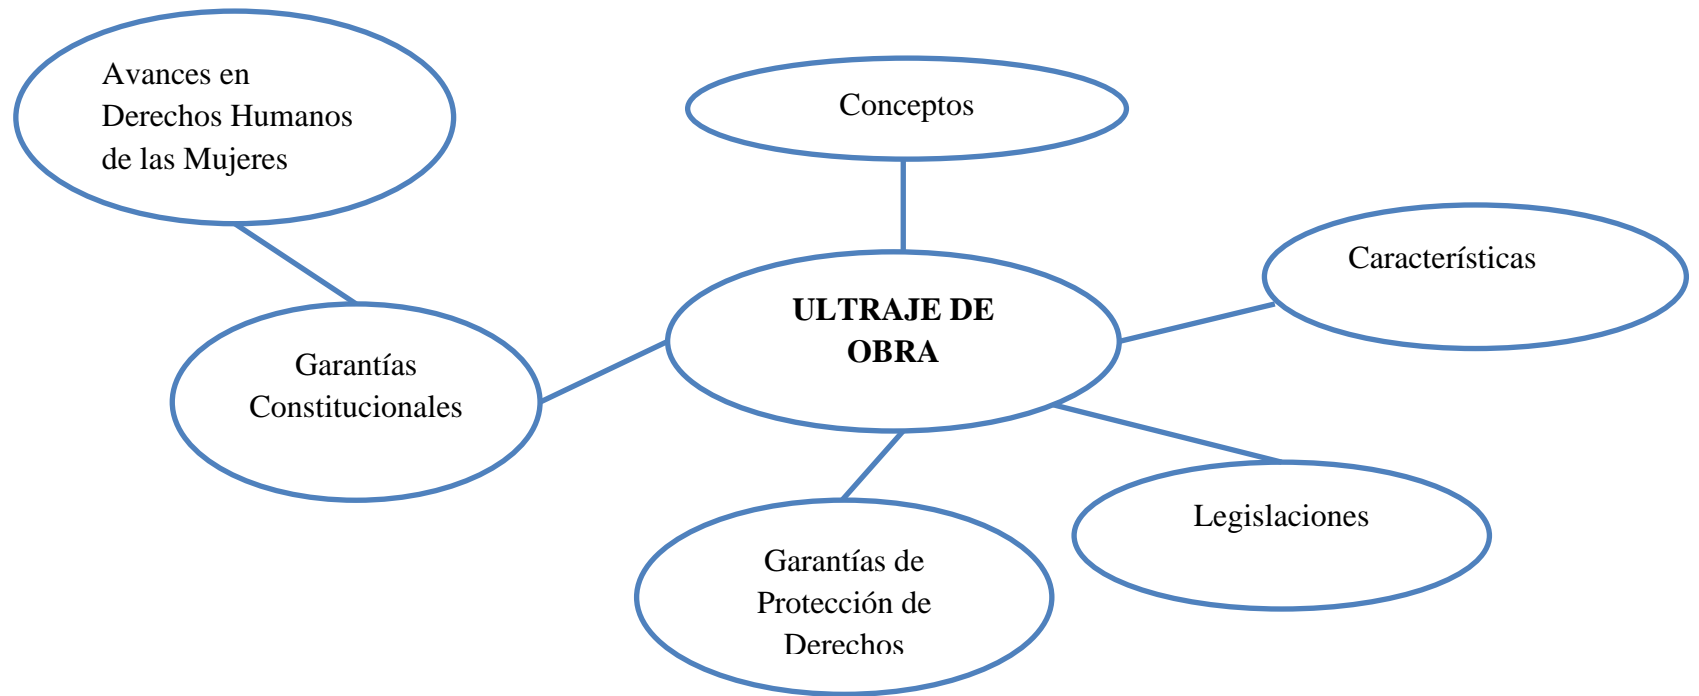 Avances en
Derechos Humanos
de las Mujeres
Conceptos
Características
ULTRAJE DE
OBRA
Garantías
Constitucionales
Legislaciones
Garantías de
Protección de
Derechos